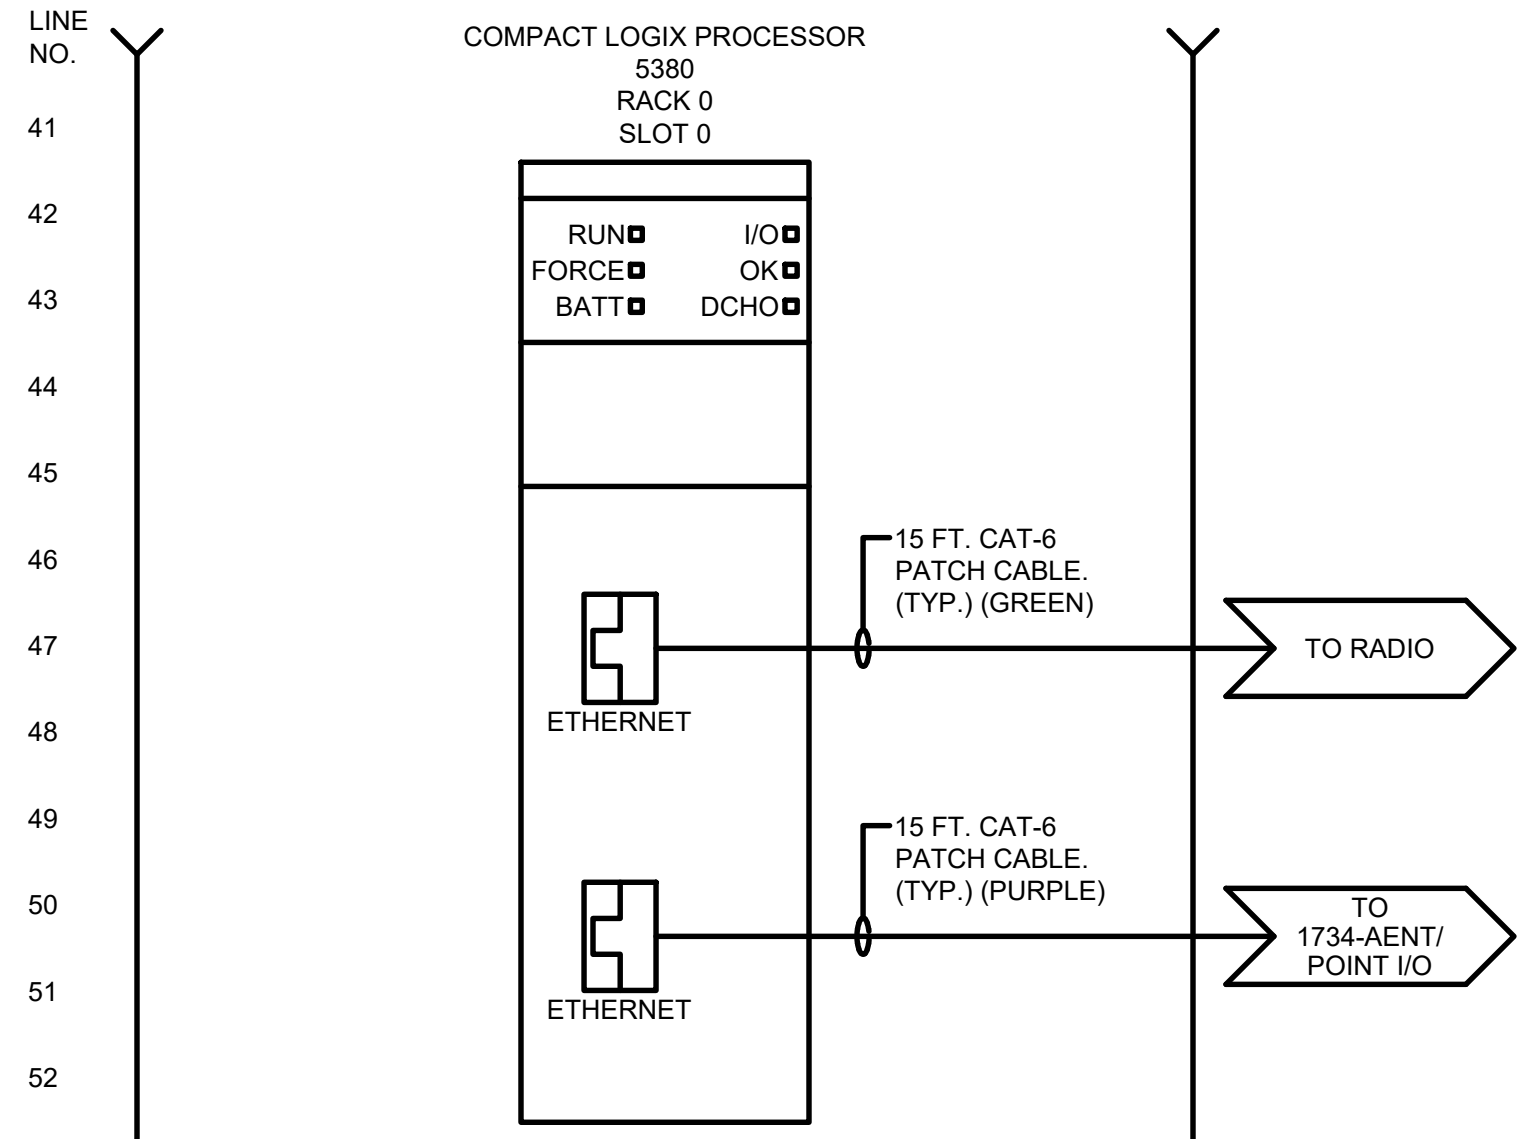 LINE
NO.
COMPACT LOGIX PROCESSOR
5380
RACK 0
SLOT 0
41
42
RUN I/O
FORCE OK
43
BATT DCHO
44
45
46
15 FT. CAT-6
PATCH CABLE.
(TYP.) (GREEN)
47
TO RADIO
ETHERNET
48
49
15 FT. CAT-6
PATCH CABLE.
(TYP.) (PURPLE)
50
TO
1734-AENT/
POINT I/O
51
ETHERNET
52